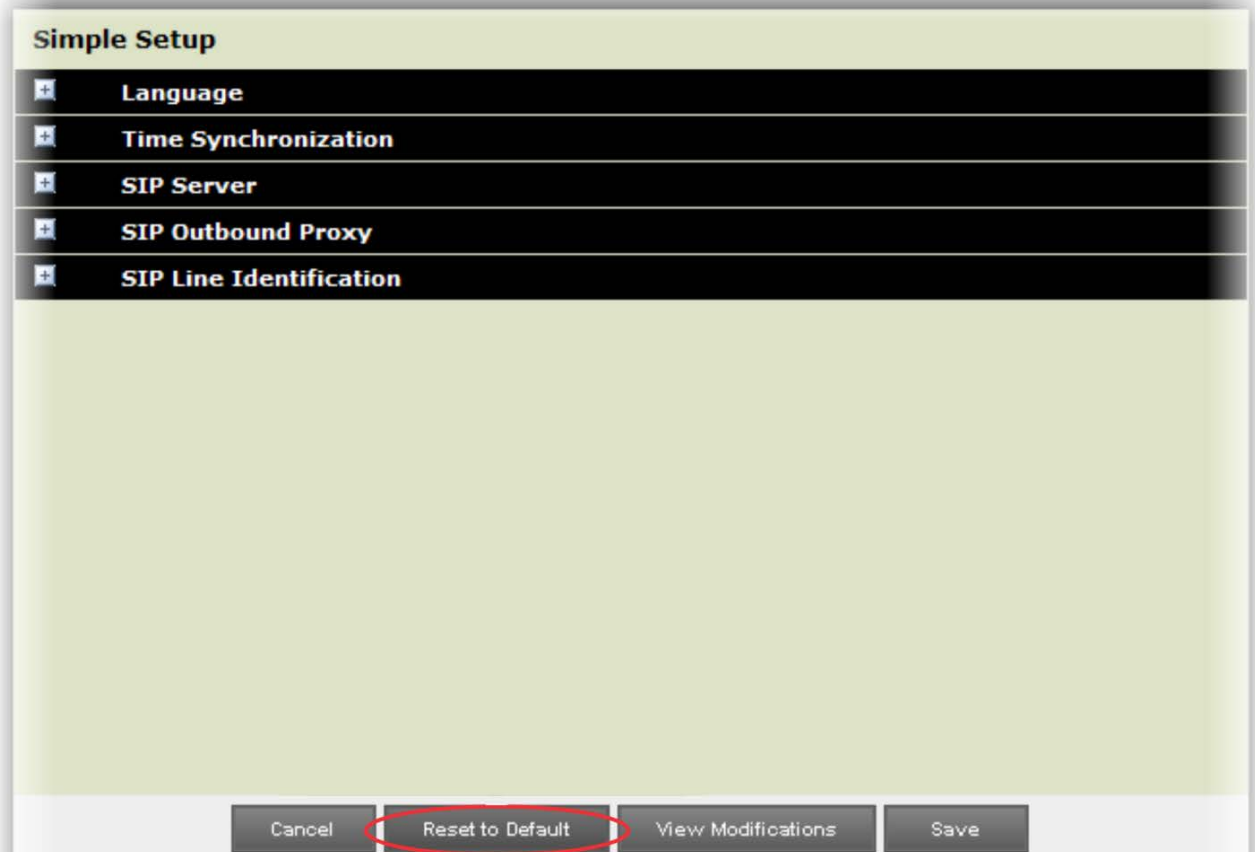 Simple Setup
Language
Time Synchronization
SIP Server
SIP Outbound Proxy
SIP Line Identification
Cancel Reset to Default View Modifications Save